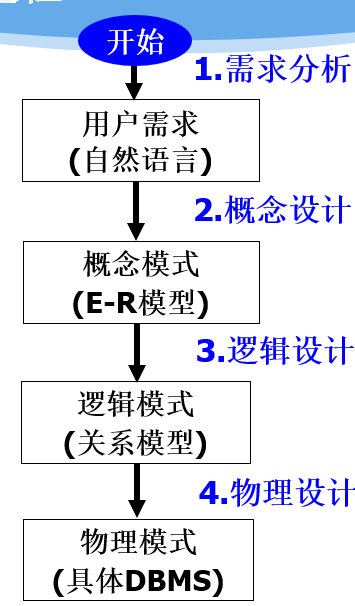 开始
1.需求分析
用户需求
(自然语言)
2.概念设计
概念模式
(E-R模型)
3.逻辑设计
逻辑模式
(关系模型)
4.物理设计
物理模式
(具体DBMS)